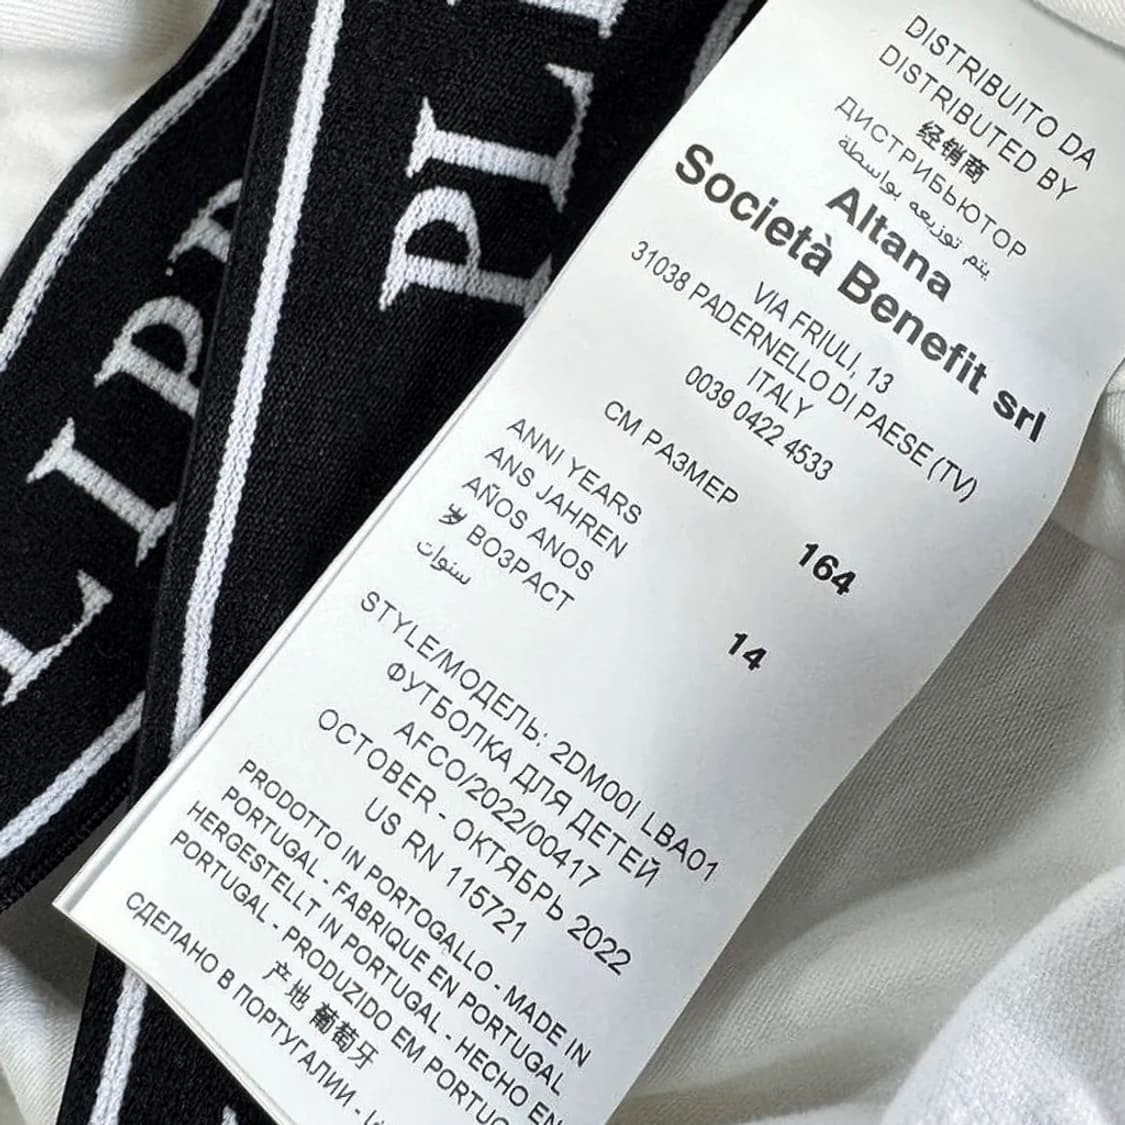 DISTRIBUITO DA
DISTRIBUTED BY
经销商
ДИСТРИБЬЮТОР
يتم توزيعه بواسطة
Altana
Società Benefit srl
VIA FRIULI, 13
31038 PADERNELLO DI PAESE (TV)
ITALY
0039 0422 4533
CM РАЗМЕР
164
ANNI YEARS
ANS JAHREN
AÑOS ANOS
岁 ВОЗРАСТ
سنوات
14
STYLE/МОДЕЛЬ: 2DM00I LBA01
ФУТБОЛКА ДЛЯ ДЕТЕЙ
AFCO/2022/00417
OCTOBER - ОКТЯБРЬ 2022
US RN 115721
PRODOTTO IN PORTOGALLO - MADE IN
PORTUGAL - FABRIQUE EN PORTUGAL
HERGESTELLT IN PORTUGAL - HECHO EN
PORTUGAL - PRODUZIDO EM
产地 葡萄牙
СДЕЛАНО В ПОРТУГАЛИИ -